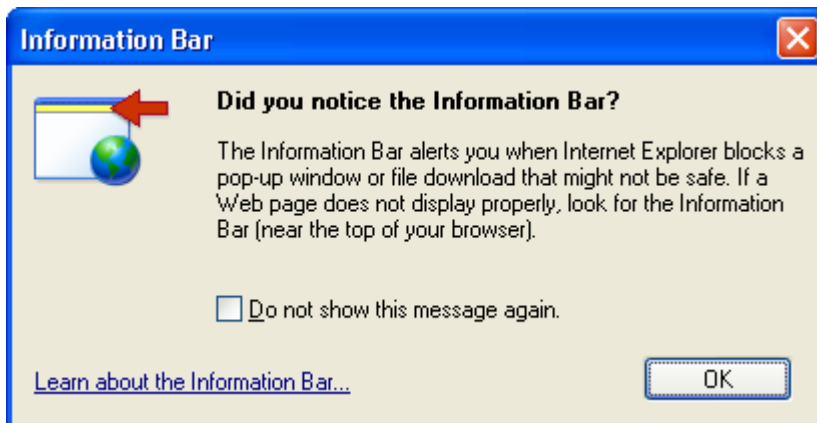 Information Bar
Did you notice the Information Bar?
The Information Bar alerts you when Internet Explorer blocks a
pop-up window or file download that might not be safe. If a
Web page does not display properly, look for the Information
Bar (near the top of your browser).
Do not show this message again.
Learn about the Information Bar...
OK